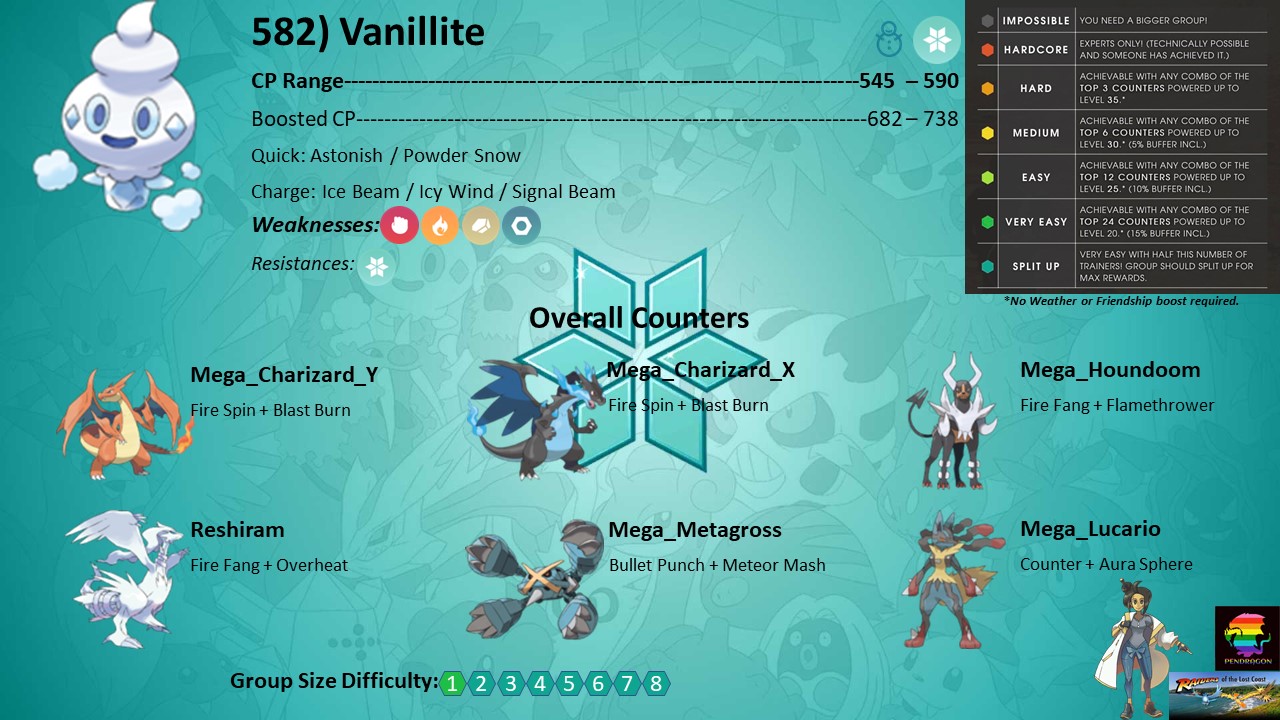 582) Vanillite
CP Range---------------------------------------------------------------------------545 – 590
Boosted CP-------------------------------------------------------------------------682 – 738
Quick: Astonish / Powder Snow
Charge: Ice Beam / Icy Wind / Signal Beam
Weaknesses:
Resistances:
IMPOSSIBLE YOU NEED A BIGGER GROUP!
HARDCORE EXPERTS ONLY! (TECHNICALLY POSSIBLE
AND SOMEONE HAS ACHIEVED IT.)
HARD ACHIEVABLE WITH ANY COMBO OF THE
TOP 3 COUNTERS POWERED UP TO
LEVEL 35.*
MEDIUM ACHIEVABLE WITH ANY COMBO OF THE
TOP 6 COUNTERS POWERED UP TO
LEVEL 30.* (5% BUFFER INCL.)
EASY ACHIEVABLE WITH ANY COMBO OF THE
TOP 12 COUNTERS POWERED UP TO
LEVEL 25.* (10% BUFFER INCL.)
VERY EASY ACHIEVABLE WITH ANY COMBO OF THE
TOP 24 COUNTERS POWERED UP TO
LEVEL 20.* (15% BUFFER INCL.)
SPLIT UP VERY EASY WITH HALF THIS NUMBER OF
TRAINERS! GROUP SHOULD SPLIT UP FOR
MAX REWARDS.
*No Weather or Friendship boost required.
Overall Counters
Mega_Charizard_Y
Fire Spin + Blast Burn
Mega_Charizard_X
Fire Spin + Blast Burn
Mega_Houndoom
Fire Fang + Flamethrower
Reshiram
Fire Fang + Overheat
Mega_Metagross
Bullet Punch + Meteor Mash
Mega_Lucario
Counter + Aura Sphere
Group Size Difficulty: 1 2 3 4 5 6 7 8
PENDRAGON
RAIDERS of the Lost Coast